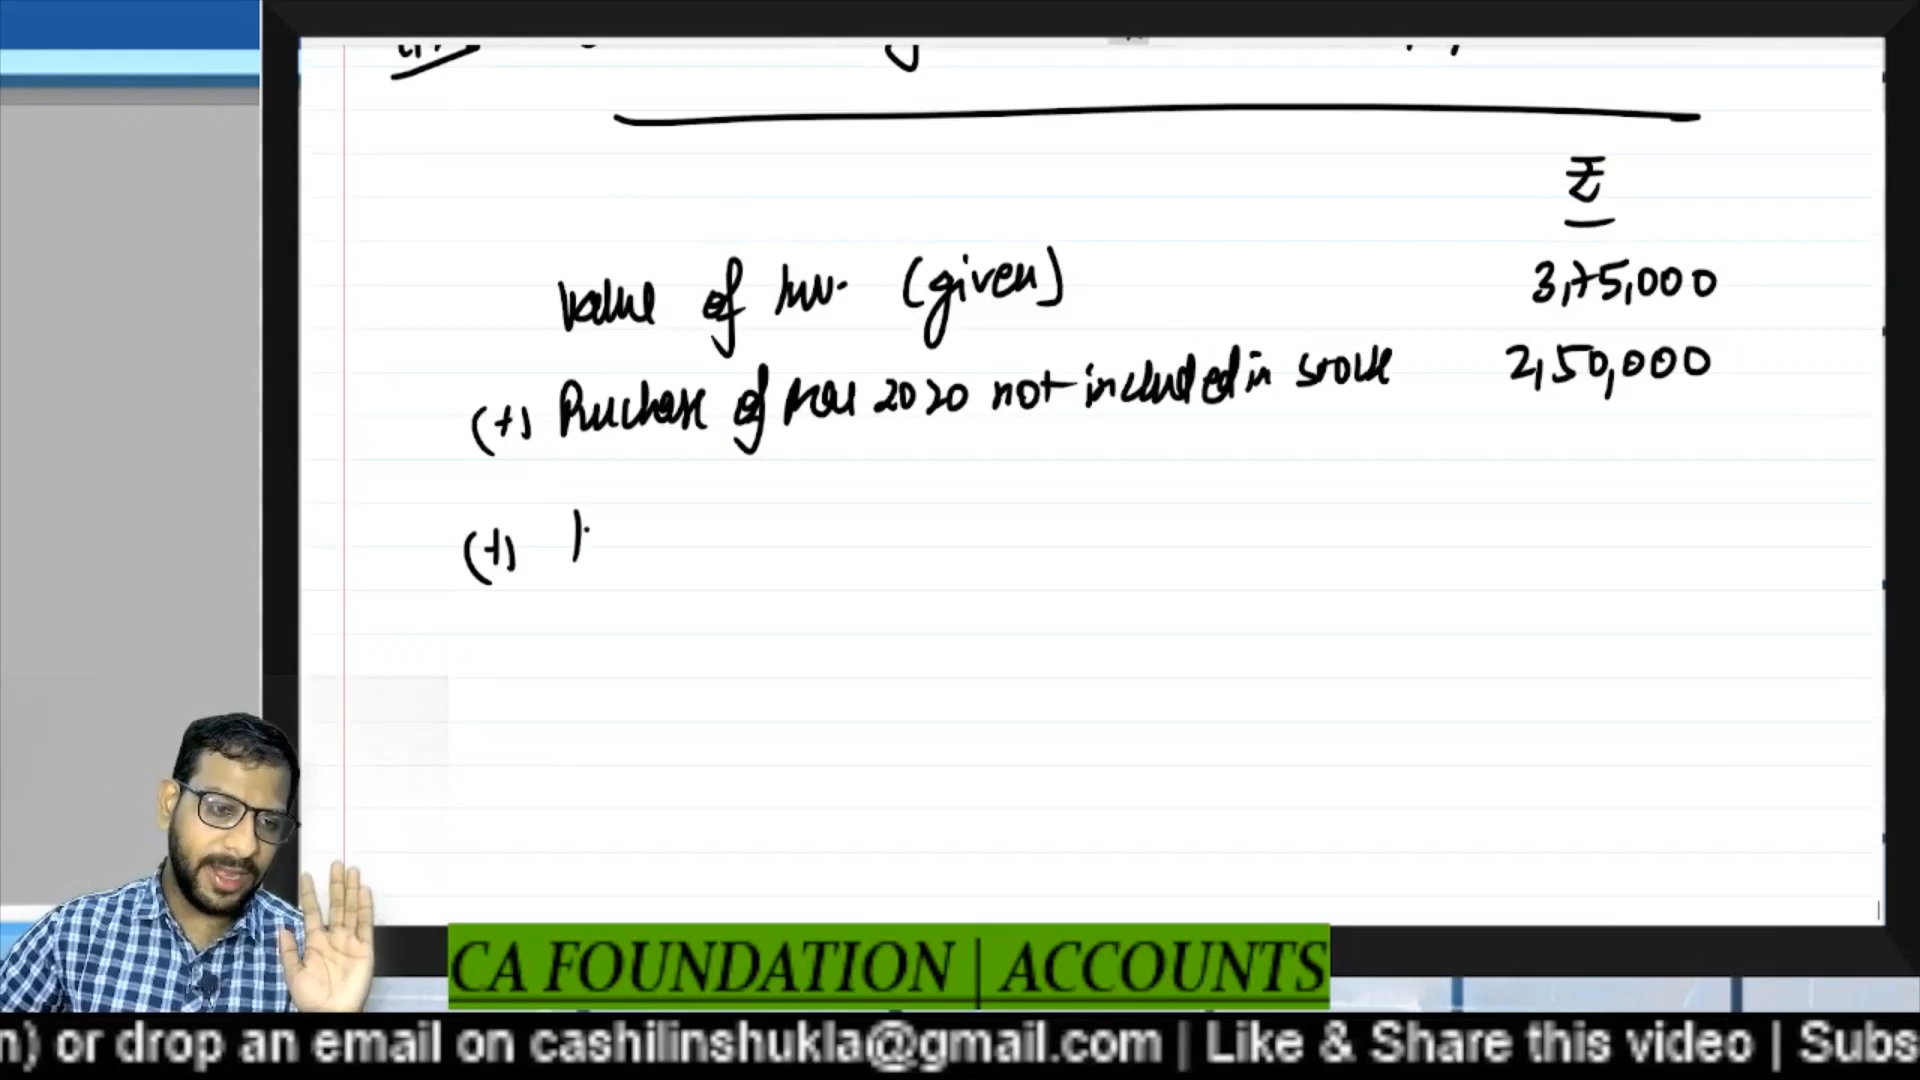 ₹
Value of inv. (given) 3,75,000
(+) Purchase of Mar 2020 not included in stock 2,50,000
(+)
CA FOUNDATION | ACCOUNTS
n) or drop an email on cashilinshukla@gmail.com | Like & Share this video | Subs